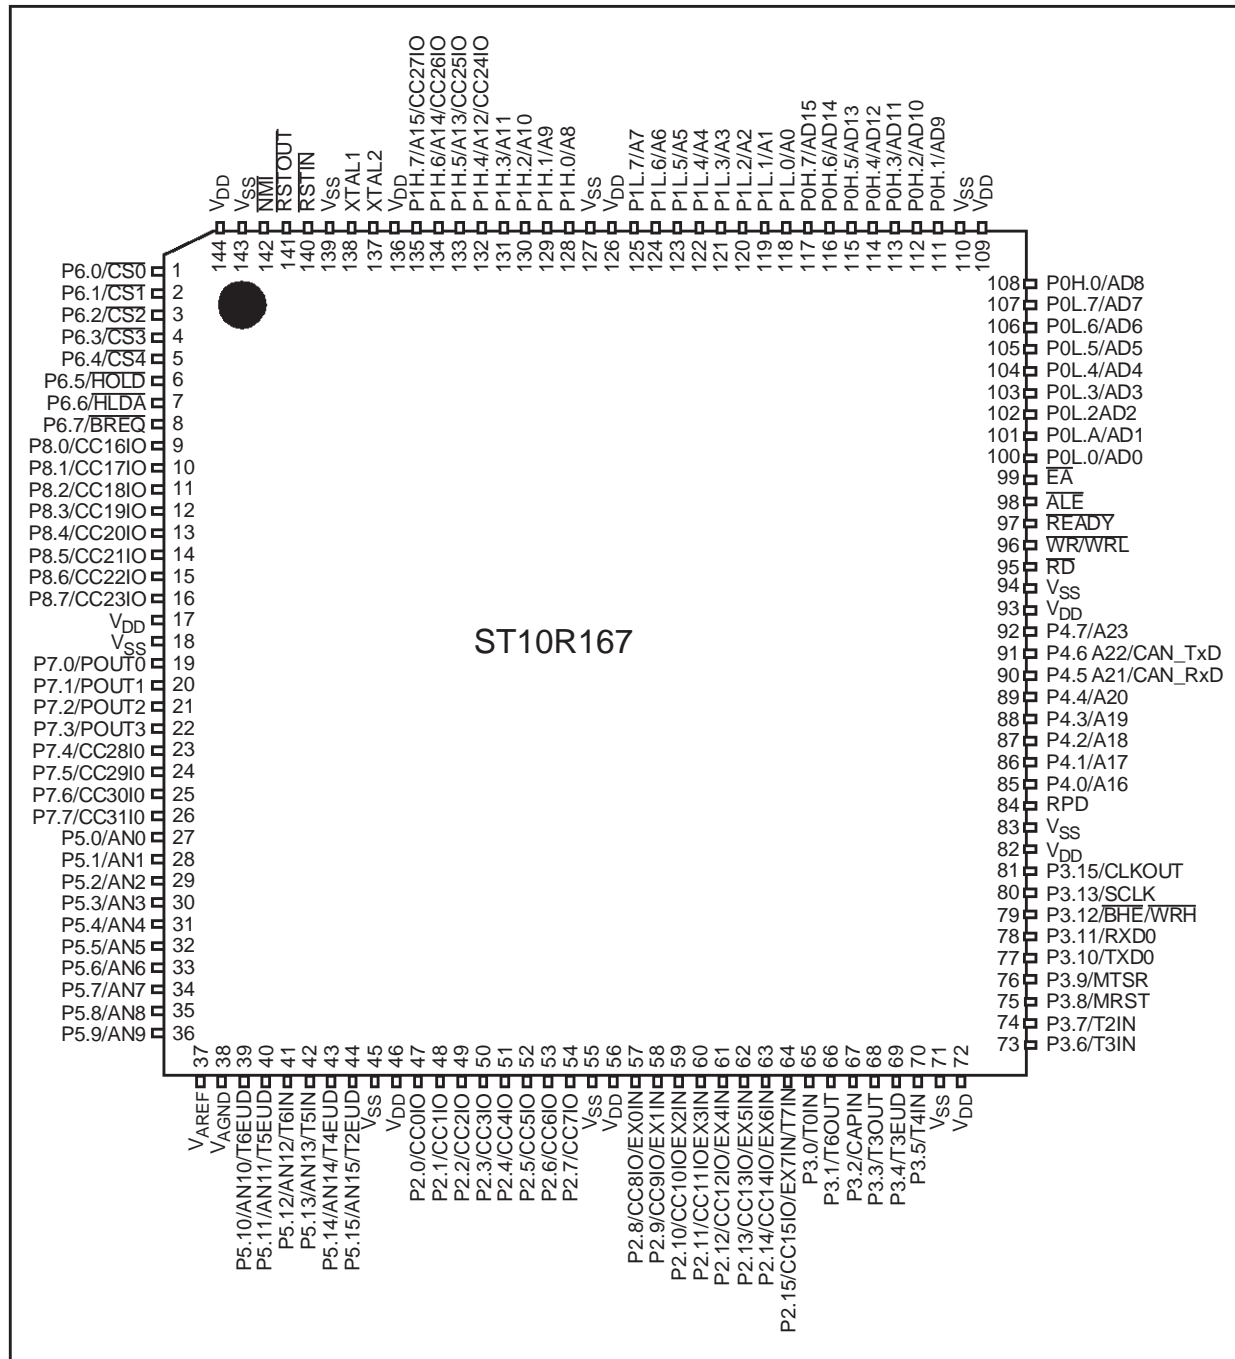 144 VDD
143 VSS
142 NMI
141 RSTOUT
140 RSTIN
139 VSS
138 XTAL1
137 XTAL2
136 VDD
135 P1H.7/A15/CC27IO
134 P1H.6/A14/CC26IO
133 P1H.5/A13/CC25IO
132 P1H.4/A12/CC24IO
131 P1H.3/A11
130 P1H.2/A10
129 P1H.1/A9
128 P1H.0/A8
127 VSS
126 VDD
125 P1L.7/A7
124 P1L.6/A6
123 P1L.5/A5
122 P1L.4/A4
121 P1L.3/A3
120 P1L.2/A2
119 P1L.1/A1
118 P1L.0/A0
117 P0H.7/AD15
116 P0H.6/AD14
115 P0H.5/AD13
114 P0H.4/AD12
113 P0H.3/AD11
112 P0H.2/AD10
111 P0H.1/AD9
110 VSS
109 VDD
P6.0/CS0 1
P6.1/CS1 2
P6.2/CS2 3
P6.3/CS3 4
P6.4/CS4 5
P6.5/HOLD 6
P6.6/HLDA 7
P6.7/BREQ 8
P8.0/CC16IO 9
P8.1/CC17IO 10
P8.2/CC18IO 11
P8.3/CC19IO 12
P8.4/CC20IO 13
P8.5/CC21IO 14
P8.6/CC22IO 15
P8.7/CC23IO 16
VDD 17
VSS 18
P7.0/POUT0 19
P7.1/POUT1 20
P7.2/POUT2 21
P7.3/POUT3 22
P7.4/CC28I0 23
P7.5/CC29I0 24
P7.6/CC30I0 25
P7.7/CC31I0 26
P5.0/AN0 27
P5.1/AN1 28
P5.2/AN2 29
P5.3/AN3 30
P5.4/AN4 31
P5.5/AN5 32
P5.6/AN6 33
P5.7/AN7 34
P5.8/AN8 35
P5.9/AN9 36
ST10R167
108 P0H.0/AD8
107 P0L.7/AD7
106 P0L.6/AD6
105 P0L.5/AD5
104 P0L.4/AD4
103 P0L.3/AD3
102 P0L.2AD2
101 P0L.A/AD1
100 P0L.0/AD0
99 EA
98 ALE
97 READY
96 WR/WRL
95 RD
94 VSS
93 VDD
92 P4.7/A23
91 P4.6 A22/CAN_TxD
90 P4.5 A21/CAN_RxD
89 P4.4/A20
88 P4.3/A19
87 P4.2/A18
86 P4.1/A17
85 P4.0/A16
84 RPD
83 VSS
82 VDD
81 P3.15/CLKOUT
80 P3.13/SCLK
79 P3.12/BHE/WRH
78 P3.11/RXD0
77 P3.10/TXD0
76 P3.9/MTSR
75 P3.8/MRST
74 P3.7/T2IN
73 P3.6/T3IN
37 VAREF
38 VAGND
39 P5.10/AN10/T6EUD
40 P5.11/AN11/T5EUD
41 P5.12/AN12/T6IN
42 P5.13/AN13/T5IN
43 P5.14/AN14/T4EUD
44 P5.15/AN15/T2EUD
45 VSS
46 VDD
47 P2.0/CC0IO
48 P2.1/CC1IO
49 P2.2/CC2IO
50 P2.3/CC3IO
51 P2.4/CC4IO
52 P2.5/CC5IO
53 P2.6/CC6IO
54 P2.7/CC7IO
55 VSS
56 VDD
57 P2.8/CC8IO/EX0IN
58 P2.9/CC9IO/EX1IN
59 P2.10/CC10IOEX2IN
60 P2.11/CC11IOEX3IN
61 P2.12/CC12IO/EX4IN
62 P2.13/CC13IO/EX5IN
63 P2.14/CC14IO/EX6IN
64 P2.15/CC15IO/EX7IN/T7IN
65 P3.0/T0IN
66 P3.1/T6OUT
67 P3.2/CAPIN
68 P3.3/T3OUT
69 P3.4/T3EUD
70 P3.5/T4IN
71 VSS
72 VDD